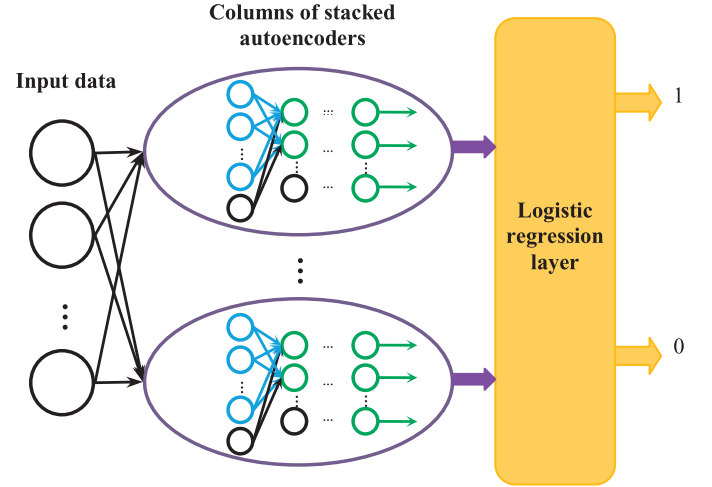 Columns of stacked
autoencoders
Input data
Logistic
regression
layer
1
0